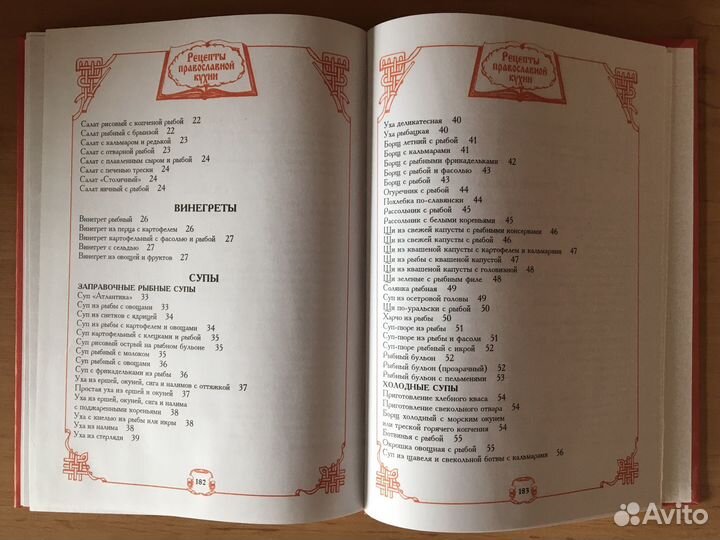 Рецепты
православной
кухни
Салат рисовый с копченой рыбой 22
Салат рыбный с брынзой 22
Салат с кальмаром и редькой 23
Салат с отварной рыбой 23
Салат с плавленным сыром и рыбой 24
Салат с печенью трески 24
Салат «Столичный» 24
Салат яичный с рыбой 24
ВИНЕГРЕТЫ
Винегрет рыбный 26
Винегрет из перца с картофелем 26
Винегрет картофельный с фасолью и рыбой 27
Винегрет с сельдью 27
Винегрет из овощей и фруктов 27
СУПЫ
ЗАПРАВОЧНЫЕ РЫБНЫЕ СУПЫ
Суп «Атлантика» 33
Суп из рыбы с овощами 33
Суп из снетков с ядрицей 34
Суп из рыбы с картофелем и овощами 34
Суп картофельный с клецками и рыбой 35
Суп рисовый острый на рыбном бульоне 35
Суп рыбный с молоком 35
Суп рыбный с овощами 36
Суп с фрикадельками из рыбы 36
Уха из ершей, окуней, сига и налимов с оттяжкой 37
Простая уха из ершей и окуней 37
Уха из ершей, окуней, сига и налима
с поджаренными кореньями 38
Уха с кнелью из рыбы или икры 38
Уха из налима 38
Уха из стерляди 39
182
Рецепты
православной
кухни
Уха деликатесная 40
Уха рыбацкая 40
Борщ летний с рыбой 41
Борщ с кальмарами 41
Борщ с рыбными фрикадельками 42
Борщ с рыбой и фасолью 43
Борщ с рыбой 43
Огуречник с рыбой 44
Похлебка по-славянски 44
Рассольник с рыбой 45
Рассольник с белыми кореньями 45
Щи из свежей капусты с рыбными консервами 46
Щи из свежей капусты с рыбой 46
Щи из квашеной капусты с картофелем и кальмарами 47
Щи из рыбы с квашеной капустой 47
Щи из квашеной капусты с головизной 48
Щи зеленые с рыбным филе 48
Солянка рыбная 49
Суп из осетровой головы 49
Щи по-уральски с рыбой 49
Харчо из рыбы 50
Суп-пюре из рыбы 51
Суп-пюре из рыбы и фасоли 51
Суп-пюре рыбный с икрой 52
Рыбный бульон 52
Рыбный бульон (прозрачный) 52
Рыбный бульон с пельменями 53
ХОЛОДНЫЕ СУПЫ
Приготовление хлебного кваса 54
Приготовление свекольного отвара 54
Борщ холодный с морским окунем
или треской горячего копчения 54
Ботвинья с рыбой 55
Окрошка овощная с рыбой 55
Суп из щавеля и свекольной ботвы с кальмарами 56
183
Avito